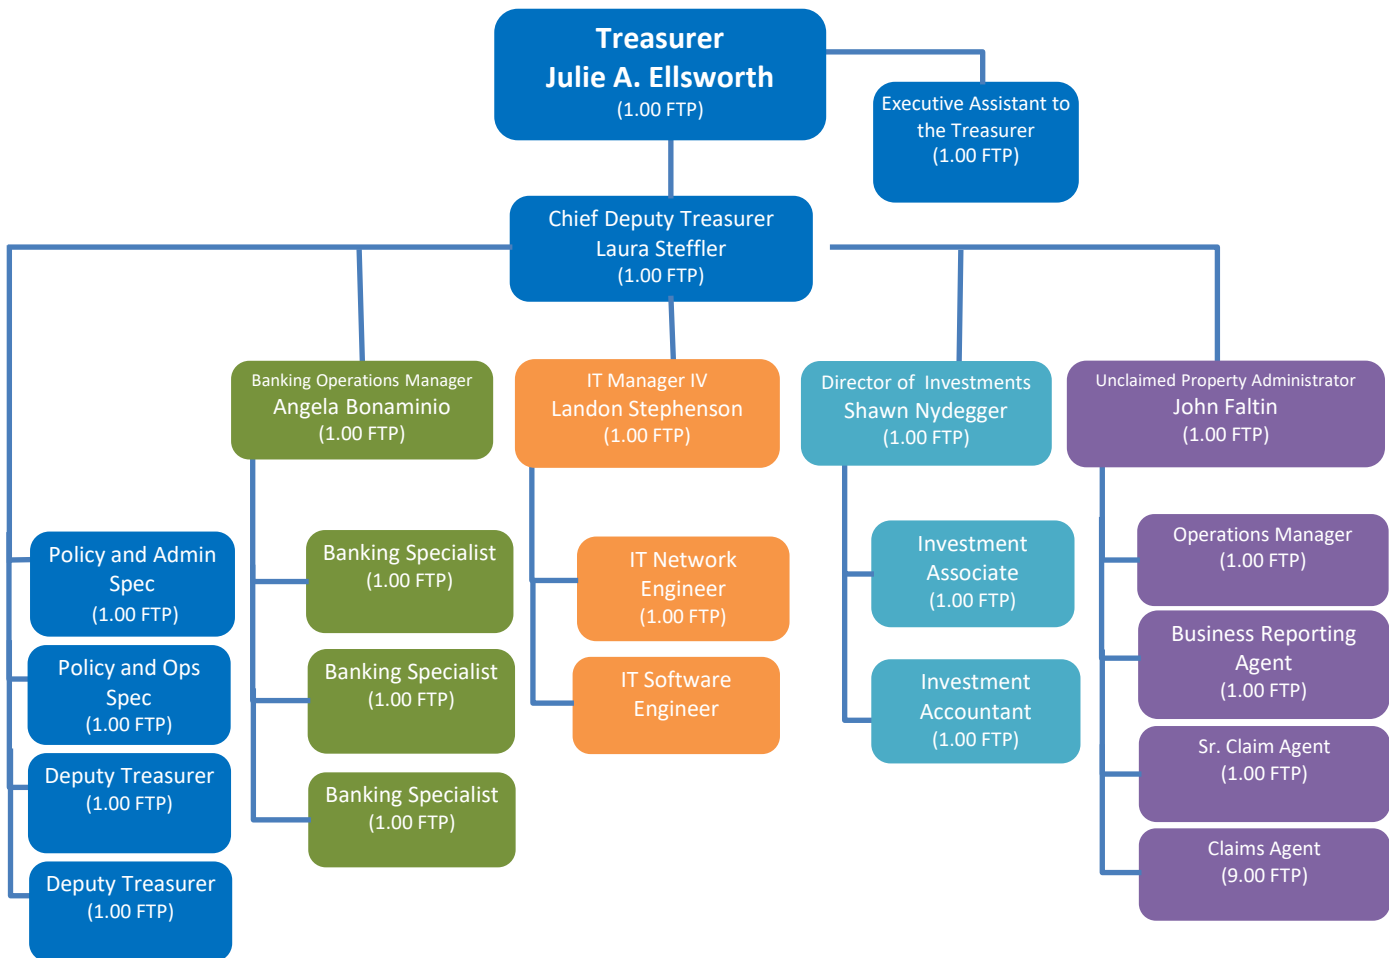 Treasurer
Julie A. Ellsworth
(1.00 FTP)
Executive Assistant to
the Treasurer
(1.00 FTP)
Chief Deputy Treasurer
Laura Steffler
(1.00 FTP)
Banking Operations Manager
Angela Bonaminio
(1.00 FTP)
IT Manager IV
Landon Stephenson
(1.00 FTP)
Director of Investments
Shawn Nydegger
(1.00 FTP)
Unclaimed Property Administrator
John Faltin
(1.00 FTP)
Policy and Admin
Spec
(1.00 FTP)
Policy and Ops
Spec
(1.00 FTP)
Deputy Treasurer
(1.00 FTP)
Deputy Treasurer
(1.00 FTP)
Banking Specialist
(1.00 FTP)
Banking Specialist
(1.00 FTP)
Banking Specialist
(1.00 FTP)
IT Network
Engineer
(1.00 FTP)
IT Software
Engineer
Investment
Associate
(1.00 FTP)
Investment
Accountant
(1.00 FTP)
Operations Manager
(1.00 FTP)
Business Reporting
Agent
(1.00 FTP)
Sr. Claim Agent
(1.00 FTP)
Claims Agent
(9.00 FTP)